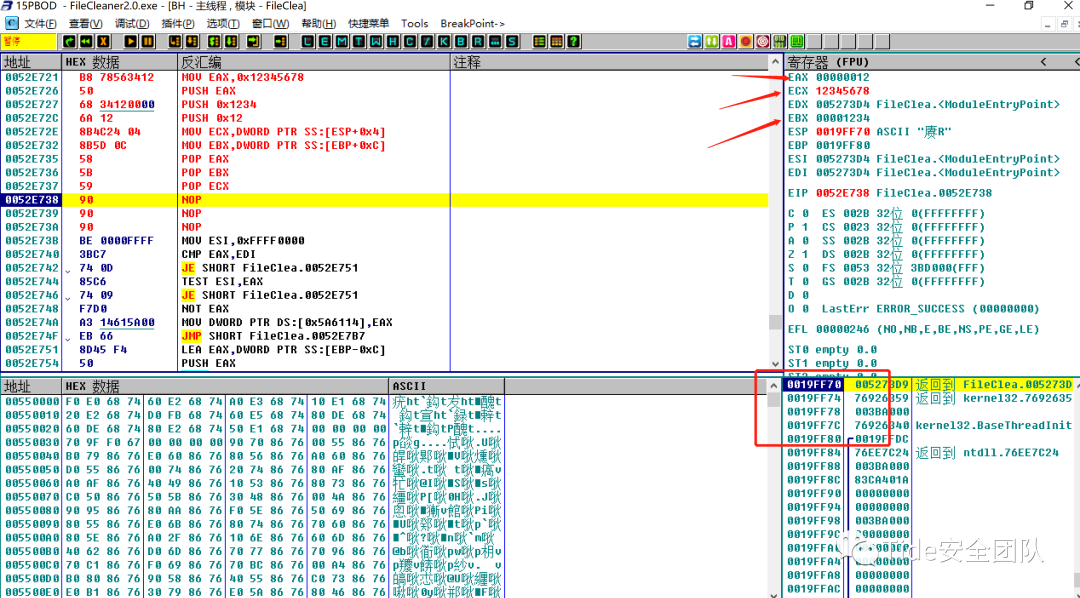 15PBOD - FileCleaner2.0.exe - [BH - 主线程, 模块 - FileClea]
文件(F) 查看(V) 调试(D) 插件(P) 选项(T) 窗口(W) 帮助(H) 快捷菜单 Tools BreakPoint->
暂停 L E M T W H C / K B R ... S
地址 HEX 数据 反汇编 注释
0052E721 B8 78563412 MOV EAX,0x12345678
0052E726 50 PUSH EAX
0052E727 68 34120000 PUSH 0x1234
0052E72C 6A 12 PUSH 0x12
0052E72E 8B4C24 04 MOV ECX,DWORD PTR SS:[ESP+0x4]
0052E732 8B5D 0C MOV EBX,DWORD PTR SS:[EBP+0xC]
0052E735 58 POP EAX
0052E736 5B POP EBX
0052E737 59 POP ECX
0052E738 90 NOP
0052E739 90 NOP
0052E73A 90 NOP
0052E73B BE 0000FFFF MOV ESI,0xFFFF0000
0052E740 3BC7 CMP EAX,EDI
0052E742 74 0D JE SHORT FileClea.0052E751
0052E744 85C6 TEST ESI,EAX
0052E746 74 09 JE SHORT FileClea.0052E751
0052E748 F7D0 NOT EAX
0052E74A A3 14615A00 MOV DWORD PTR DS:[0x5A6114],EAX
0052E74F EB 66 JMP SHORT FileClea.0052E7B7
0052E751 8D45 F4 LEA EAX,DWORD PTR SS:[EBP-0xC]
0052E754 50 PUSH EAX
寄存器 (FPU) < <
EAX 00000012
ECX 12345678
EDX 005273D4 FileClea.<ModuleEntryPoint>
EBX 00001234
ESP 0019FF70 ASCII "赓R"
EBP 0019FF80
ESI 005273D4 FileClea.<ModuleEntryPoint>
EDI 005273D4 FileClea.<ModuleEntryPoint>
EIP 0052E738 FileClea.0052E738
C 0 ES 002B 32位 0(FFFFFFFF)
P 1 CS 0023 32位 0(FFFFFFFF)
A 0 SS 002B 32位 0(FFFFFFFF)
Z 1 DS 002B 32位 0(FFFFFFFF)
S 0 FS 0053 32位 3BD000(FFF)
T 0 GS 002B 32位 0(FFFFFFFF)
D 0
O 0 LastErr ERROR_SUCCESS (00000000)
EFL 00000246 (NO,NB,E,BE,NS,PE,GE,LE)
ST0 empty 0.0
ST1 empty 0.0
地址 HEX 数据 ASCII
00550000 F0 E0 68 74 60 E2 68 74 A0 E3 68 74 10 E1 68 74
00550010 20 E2 68 74 D0 FB 68 74 60 E5 68 74 80 DE 68 74
00550020 60 DE 68 74 80 E2 68 74 50 E1 68 74 00 00 00 00
00550030 70 9F F0 67 00 00 00 00 90 70 86 76 00 55 86 76
00550040 B0 79 86 76 E0 60 86 76 80 56 86 76 A0 60 86 76
00550050 D0 55 86 76 00 74 86 76 20 74 86 76 80 AF 86 76
00550060 A0 AF 86 76 40 49 86 76 10 53 86 76 80 73 86 76
00550070 C0 50 86 76 50 5B 86 76 30 48 86 76 00 4A 86 76
00550080 90 95 86 76 80 AA 86 76 F0 5E 86 76 50 69 86 76
00550090 80 55 86 76 E0 6B 86 76 80 74 86 76 70 60 86 76
005500A0 80 5E 86 76 A0 2F 86 76 10 6E 86 76 60 6D 86 76
005500B0 40 62 86 76 D0 6D 86 76 70 77 86 76 70 96 86 76
005500C0 70 C1 86 76 F0 69 86 76 70 BC 86 76 00 A4 86 76
005500D0 B0 80 86 76 90 58 86 76 40 55 86 76 C0 73 86 76
005500E0 E0 B1 86 76 30 79 86 76 E0 5A 86 76 80 46 86 76
0019FF70 005273D9 返回到 FileClea.005273D
0019FF74 76926359 返回到 kernel32.7692635
0019FF78 003BA000
0019FF7C 76926340 kernel32.BaseThreadInit
0019FF80 0019FFDC
0019FF84 76EE7C24 返回到 ntdll.76EE7C24
0019FF88 003BA000
0019FF8C 83CA401A
0019FF90 00000000
0019FF94 00000000
0019FF98 003BA000
0019FF9C 00000000
0019FFA0 00000000
0019FFA4 00000000
0019FFA8 00000000
0019FFAC 00000000
Tide安全团队